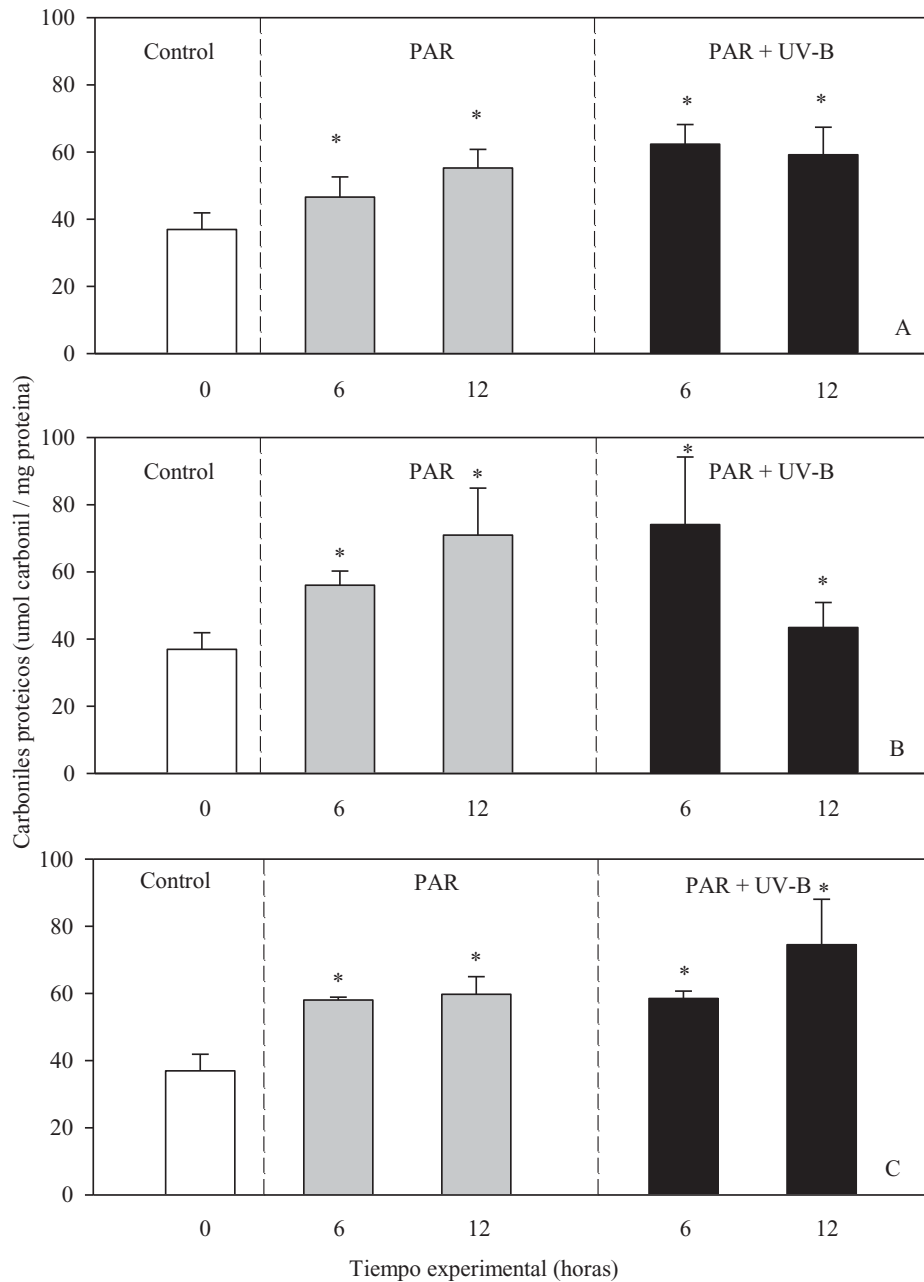 100
Control PAR PAR + UV-B
80
* * * *
60
40
20
A
0
0 6 12 6 12
100
Control PAR * PAR + UV-B *
80
* *
60
40
20
B
0
0 6 12 6 12
100
Control PAR PAR + UV-B *
80
* * *
60
40
20
C
0
0 6 12 6 12
Carboniles proteicos (umol carbonil / mg proteina)
Tiempo experimental (horas)